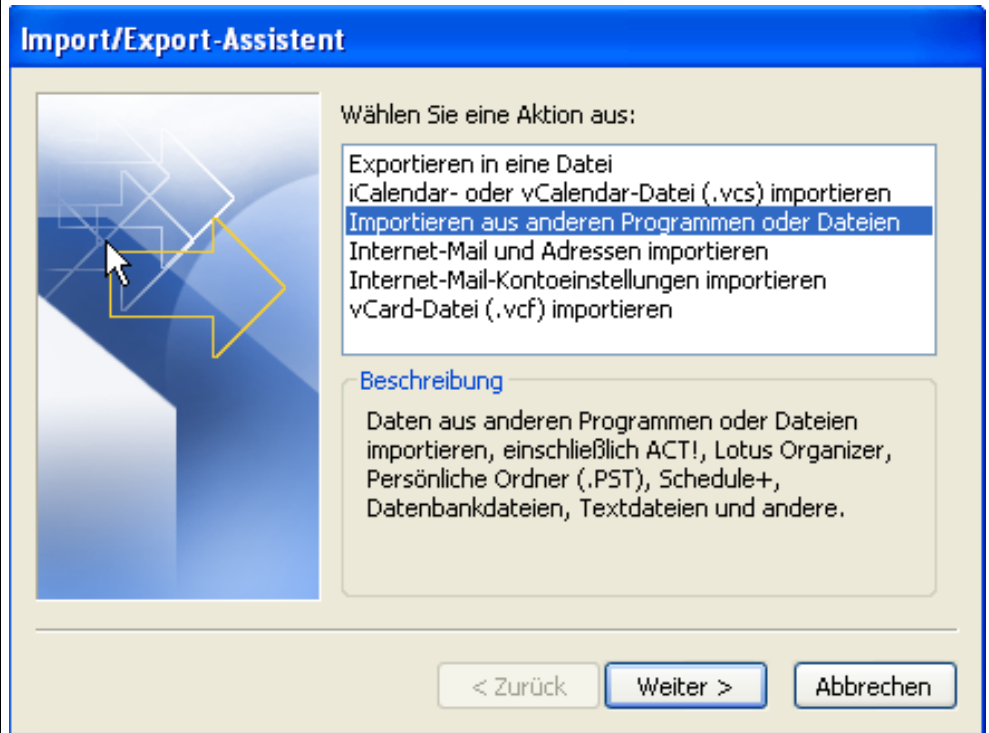 Import/Export-Assistent
Wählen Sie eine Aktion aus:
Exportieren in eine Datei
iCalendar- oder vCalendar-Datei (.vcs) importieren
Importieren aus anderen Programmen oder Dateien
Internet-Mail und Adressen importieren
Internet-Mail-Kontoeinstellungen importieren
vCard-Datei (.vcf) importieren
Beschreibung
Daten aus anderen Programmen oder Dateien
importieren, einschließlich ACT!, Lotus Organizer,
Persönliche Ordner (.PST), Schedule+,
Datenbankdateien, Textdateien und andere.
< Zurück
Weiter >
Abbrechen